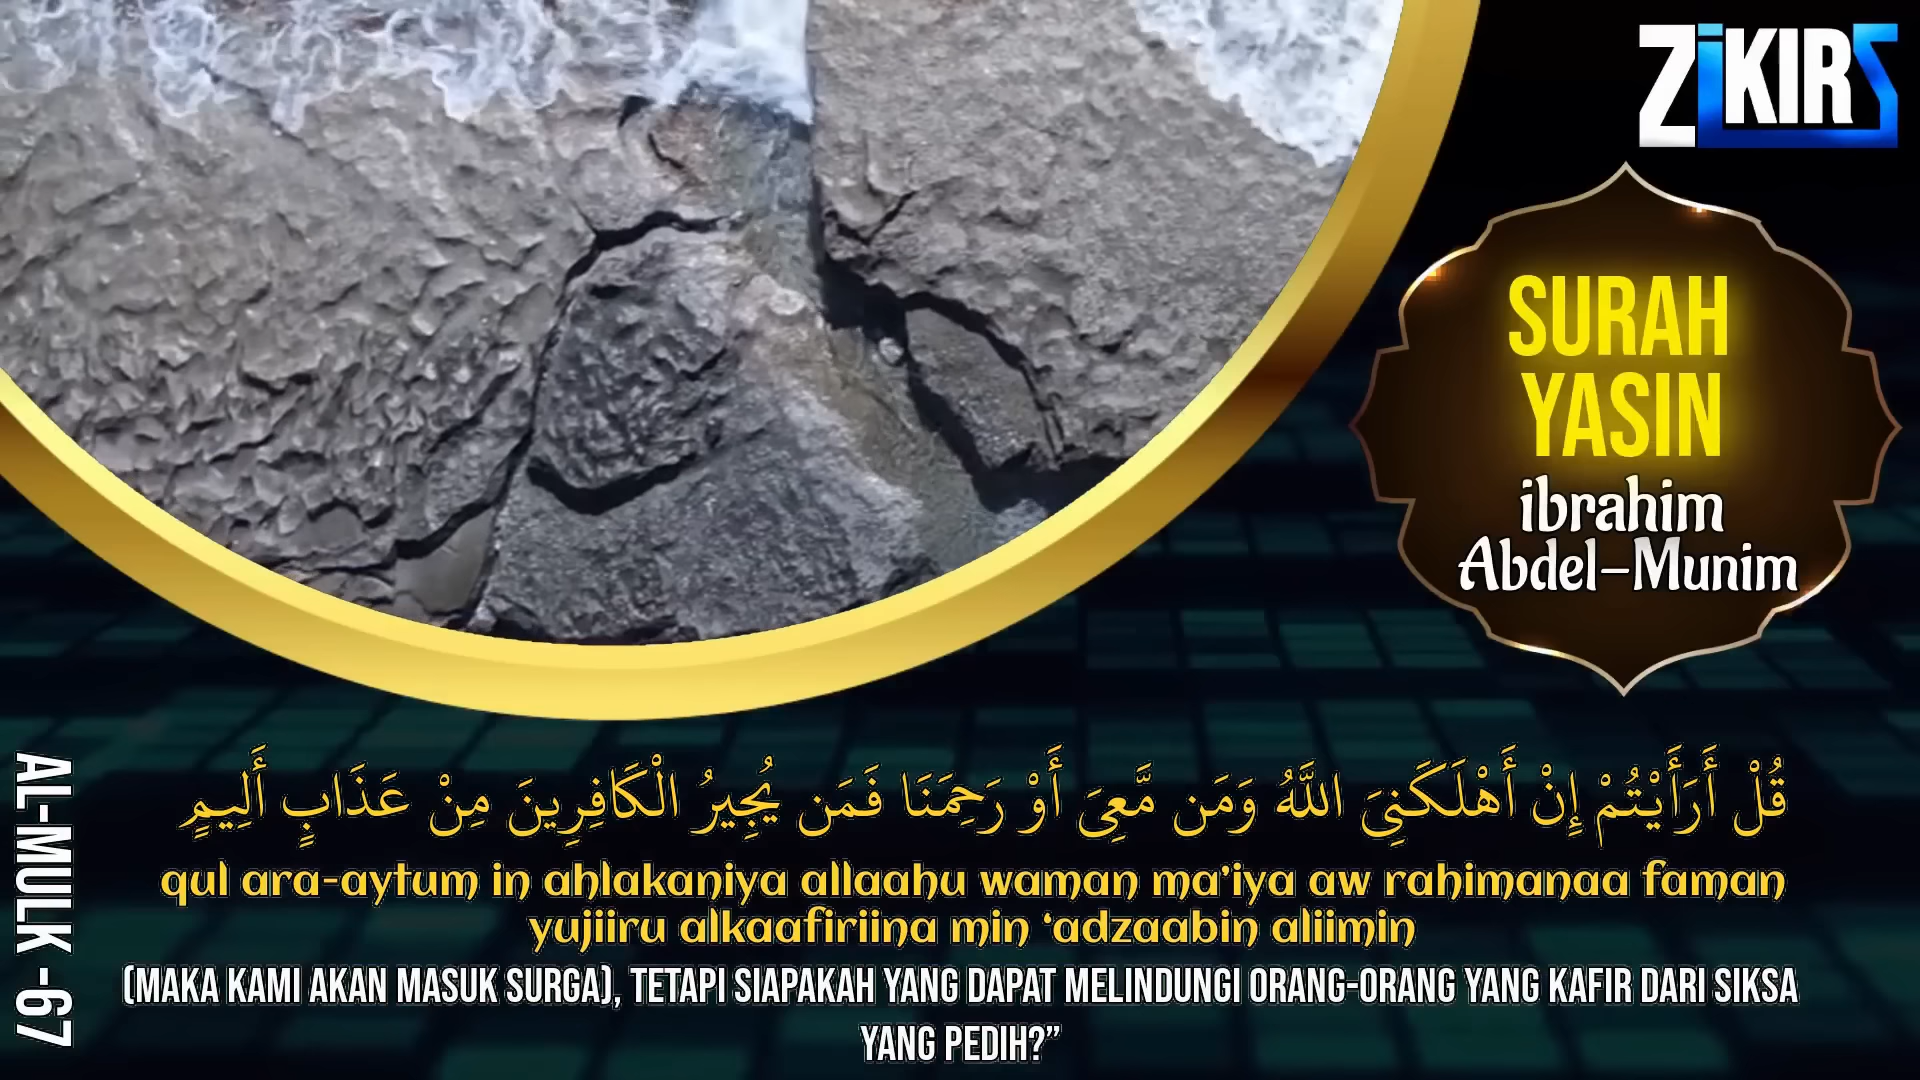 ZiKIRS
SURAH
YASIN
ibrahim
Abdel-Munim
قُلْ أَرَأَيْتُمْ إِنْ أَهْلَكَنِىَ اللَّهُ وَمَن مَّعِىَ أَوْ رَحِمَنَا فَمَن يُجِيرُ الْكَافِرِينَ مِنْ عَذَابٍ أَلِيمٍ
qul ara-aytum in ahlakaniya allaahu waman ma’iya aw rahimanaa faman
yujiiru alkaafiriina min ‘adzaabin aliimin
(MAKA KAMI AKAN MASUK SURGA), TETAPI SIAPAKAH YANG DAPAT MELINDUNGI ORANG-ORANG YANG KAFIR DARI SIKSA
YANG PEDIH?”
AL-MULK -67